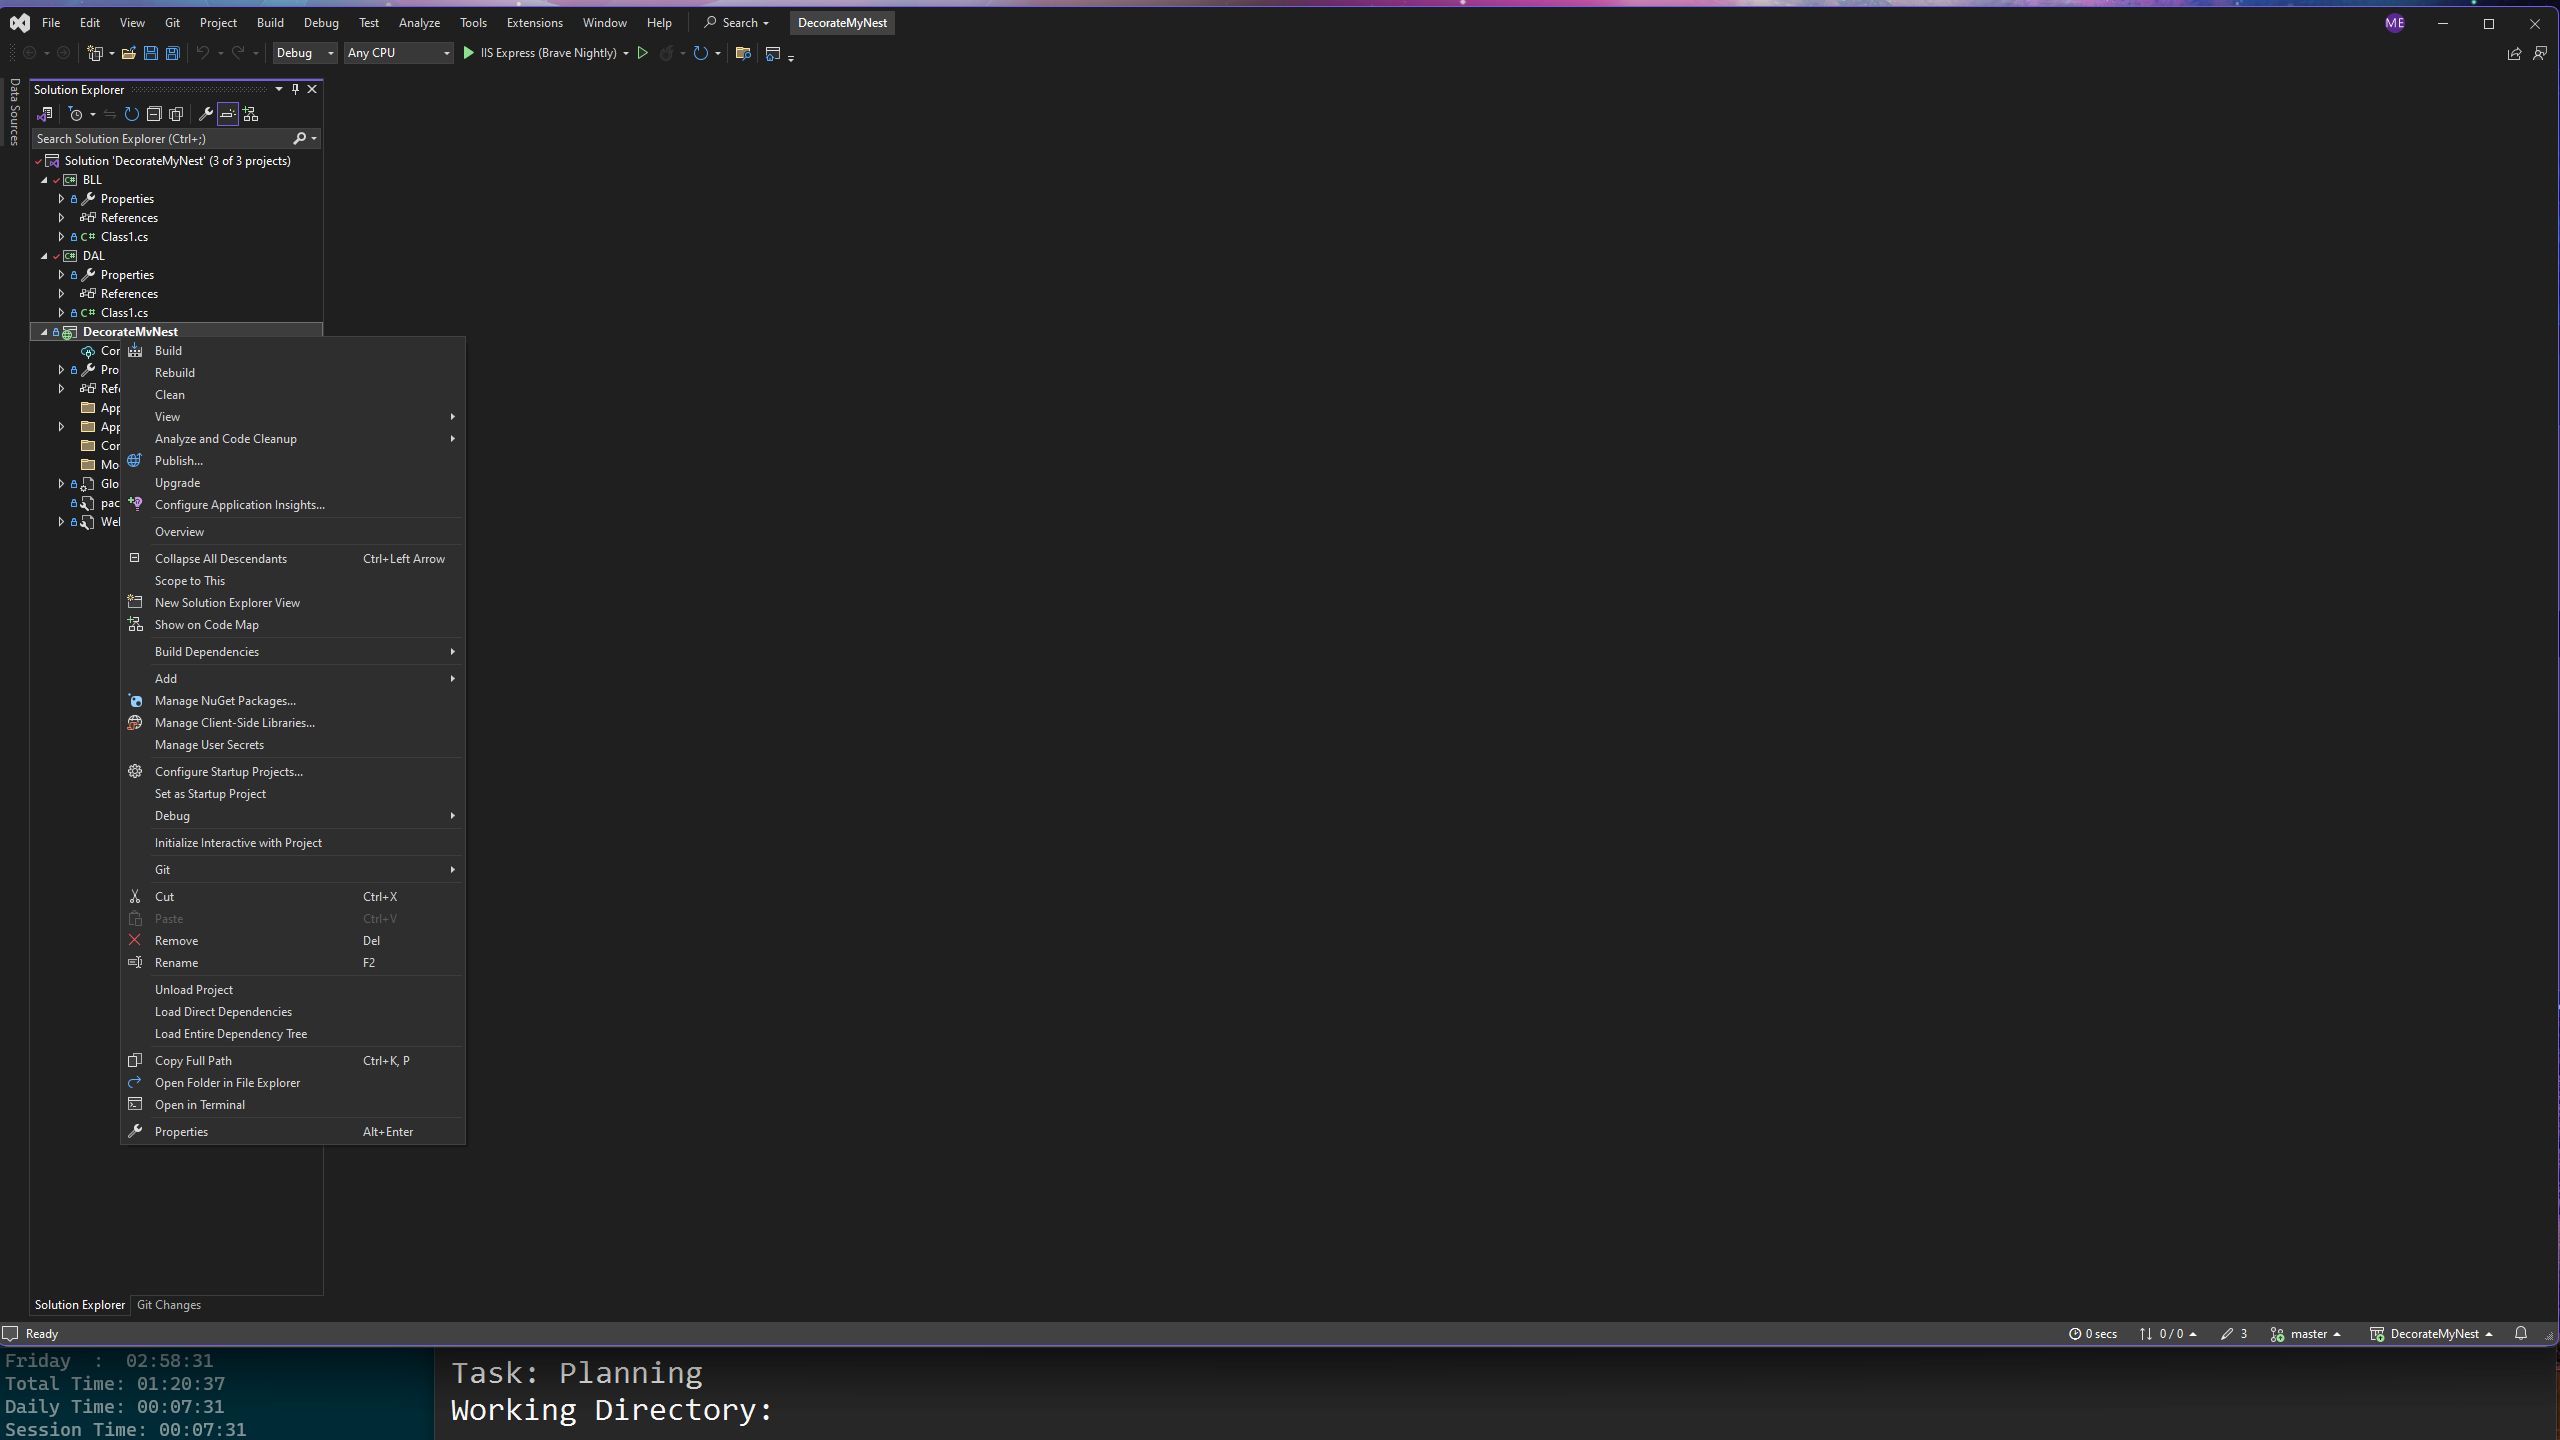 File Edit View Git Project Build Debug Test Analyze Tools Extensions Window Help Search DecorateMyNest ME
Debug Any CPU IIS Express (Brave Nightly)
Data Sources
Solution Explorer
Search Solution Explorer (Ctrl+;)
Solution 'DecorateMyNest' (3 of 3 projects)
C# BLL
Properties
References
C# Class1.cs
C# DAL
Properties
References
C# Class1.cs
DecorateMyNest
Con
Pro
Refe
App
App
Con
Mo
Glo
pac
Wel
Build
Rebuild
Clean
View
Analyze and Code Cleanup
Publish...
Upgrade
Configure Application Insights...
Overview
Collapse All Descendants Ctrl+Left Arrow
Scope to This
New Solution Explorer View
Show on Code Map
Build Dependencies
Add
Manage NuGet Packages...
Manage Client-Side Libraries...
Manage User Secrets
Configure Startup Projects...
Set as Startup Project
Debug
Initialize Interactive with Project
Git
Cut Ctrl+X
Paste Ctrl+V
Remove Del
Rename F2
Unload Project
Load Direct Dependencies
Load Entire Dependency Tree
Copy Full Path Ctrl+K, P
Open Folder in File Explorer
Open in Terminal
Properties Alt+Enter
Solution Explorer Git Changes
Ready 0 secs 0 / 0 3 master DecorateMyNest
Friday : 02:58:31
Total Time: 01:20:37
Daily Time: 00:07:31
Session Time: 00:07:31
Task: Planning
Working Directory: